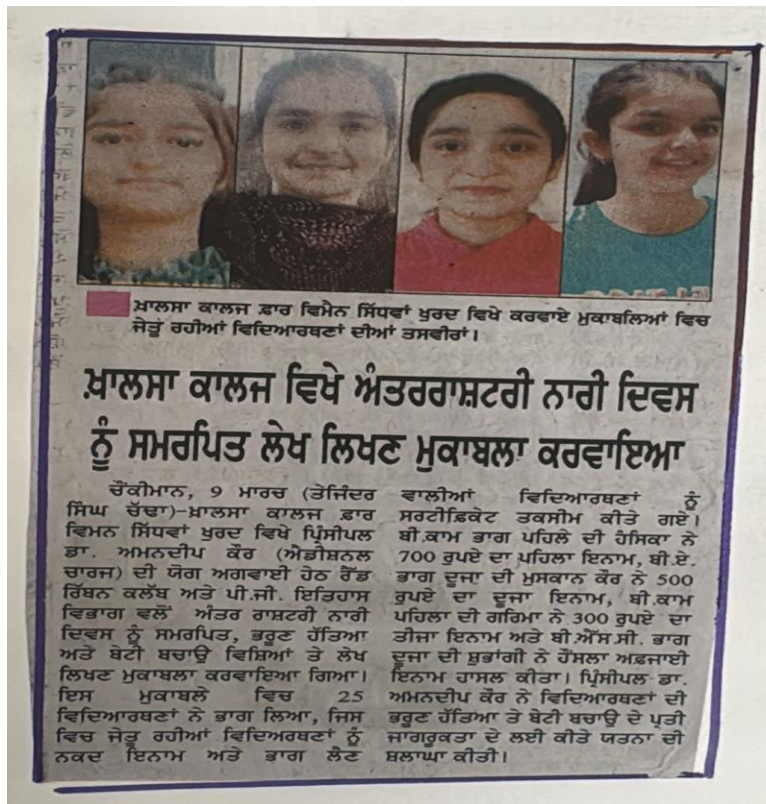 ਖ਼ਾਲਸਾ ਕਾਲਜ ਫ਼ਾਰ ਵਿਮੈਨ ਸਿੱਧਵਾਂ ਖੁਰਦ ਵਿਖੇ ਕਰਵਾਏ ਮੁਕਾਬਲਿਆਂ ਵਿਚ
ਜੇਤੂ ਰਹੀਆਂ ਵਿਦਿਆਰਥਣਾਂ ਦੀਆਂ ਤਸਵੀਰਾਂ।
ਖ਼ਾਲਸਾ ਕਾਲਜ ਵਿਖੇ ਅੰਤਰਰਾਸ਼ਟਰੀ ਨਾਰੀ ਦਿਵਸ
ਨੂੰ ਸਮਰਪਿਤ ਲੇਖ ਲਿਖਣ ਮੁਕਾਬਲਾ ਕਰਵਾਇਆ
ਚੌਂਕੀਮਾਨ, 9 ਮਾਰਚ (ਤੇਜਿੰਦਰ
ਸਿੰਘ ਚੱਢਾ)-ਖ਼ਾਲਸਾ ਕਾਲਜ ਫ਼ਾਰ
ਵਿਮਨ ਸਿੱਧਵਾਂ ਖੁਰਦ ਵਿਖੇ ਪ੍ਰਿੰਸੀਪਲ
ਡਾ. ਅਮਨਦੀਪ ਕੌਰ (ਐਡੀਸ਼ਨਲ
ਚਾਰਜ) ਦੀ ਯੋਗ ਅਗਵਾਈ ਹੇਠ ਰੈੱਡ
ਰਿੱਬਨ ਕਲੱਬ ਅਤੇ ਪੀ.ਜੀ. ਇਤਿਹਾਸ
ਵਿਭਾਗ ਵਲੋਂ ਅੰਤਰ ਰਾਸ਼ਟਰੀ ਨਾਰੀ
ਦਿਵਸ ਨੂੰ ਸਮਰਪਿਤ, ਭਰੂਣ ਹੱਤਿਆ
ਅਤੇ ਬੇਟੀ ਬਚਾਉ ਵਿਸ਼ਿਆਂ ਤੇ ਲੇਖ
ਲਿਖਣ ਮੁਕਾਬਲਾ ਕਰਵਾਇਆ ਗਿਆ।
ਇਸ ਮੁਕਾਬਲੇ ਵਿਚ 25
ਵਿਦਿਆਰਥਣਾਂ ਨੇ ਭਾਗ ਲਿਆ, ਜਿਸ
ਵਿਚ ਜੇਤੂ ਰਹੀਆਂ ਵਿਦਿਅਰਥਣਾਂ ਨੂੰ
ਨਕਦ ਇਨਾਮ ਅਤੇ ਭਾਗ ਲੈਣ
ਵਾਲੀਆਂ ਵਿਦਿਆਰਥਣਾਂ ਨੂੰ
ਸਰਟੀਫ਼ਿਕੇਟ ਤਕਸੀਮ ਕੀਤੇ ਗਏ।
ਬੀ.ਕਾਮ ਭਾਗ ਪਹਿਲੇ ਦੀ ਹੰਸਿਕਾ ਨੇ
700 ਰੁਪਏ ਦਾ ਪਹਿਲਾ ਇਨਾਮ, ਬੀ.ਏ.
ਭਾਗ ਦੂਜਾ ਦੀ ਮੁਸਕਾਨ ਕੌਰ ਨੇ 500
ਰੁਪਏ ਦਾ ਦੂਜਾ ਇਨਾਮ, ਬੀ.ਕਾਮ
ਪਹਿਲਾ ਦੀ ਗਰਿਮਾ ਨੇ 300 ਰੁਪਏ ਦਾ
ਤੀਜਾ ਇਨਾਮ ਅਤੇ ਬੀ.ਐੱਸ.ਸੀ. ਭਾਗ
ਦੂਜਾ ਦੀ ਸ਼ੁਭਾਂਗੀ ਨੇ ਹੌਂਸਲਾ ਅਫ਼ਜਾਈ
ਇਨਾਮ ਹਾਸਲ ਕੀਤਾ। ਪ੍ਰਿੰਸੀਪਲ ਡਾ.
ਅਮਨਦੀਪ ਕੌਰ ਨੇ ਵਿਦਿਆਰਥਣਾਂ ਦੀ
ਭਰੂਣ ਹੱਤਿਆ ਤੇ ਬੇਟੀ ਬਚਾਉ ਦੇ ਪ੍ਰਤੀ
ਜਾਗਰੂਕਤਾ ਦੇ ਲਈ ਕੀਤੇ ਯਤਨਾ ਦੀ
ਸ਼ਲਾਘਾ ਕੀਤੀ।